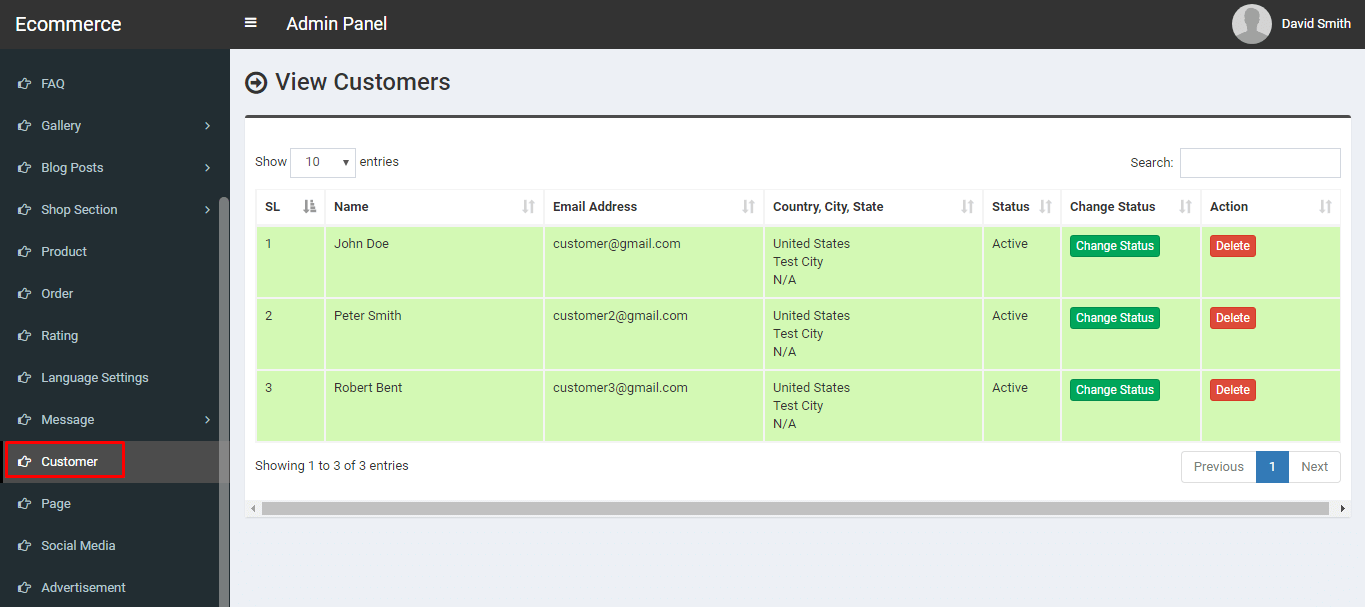 Ecommerce
Admin Panel
David Smith
FAQ
Gallery
Blog Posts
Shop Section
Product
Order
Rating
Language Settings
Message
Customer
Page
Social Media
Advertisement
View Customers
Show 10 entries
Search:
SL Name Email Address Country, City, State Status Change Status Action
1 John Doe customer@gmail.com United States Active Change Status Delete
Test City
N/A
2 Peter Smith customer2@gmail.com United States Active Change Status Delete
Test City
N/A
3 Robert Bent customer3@gmail.com United States Active Change Status Delete
Test City
N/A
Showing 1 to 3 of 3 entries
Previous 1 Next